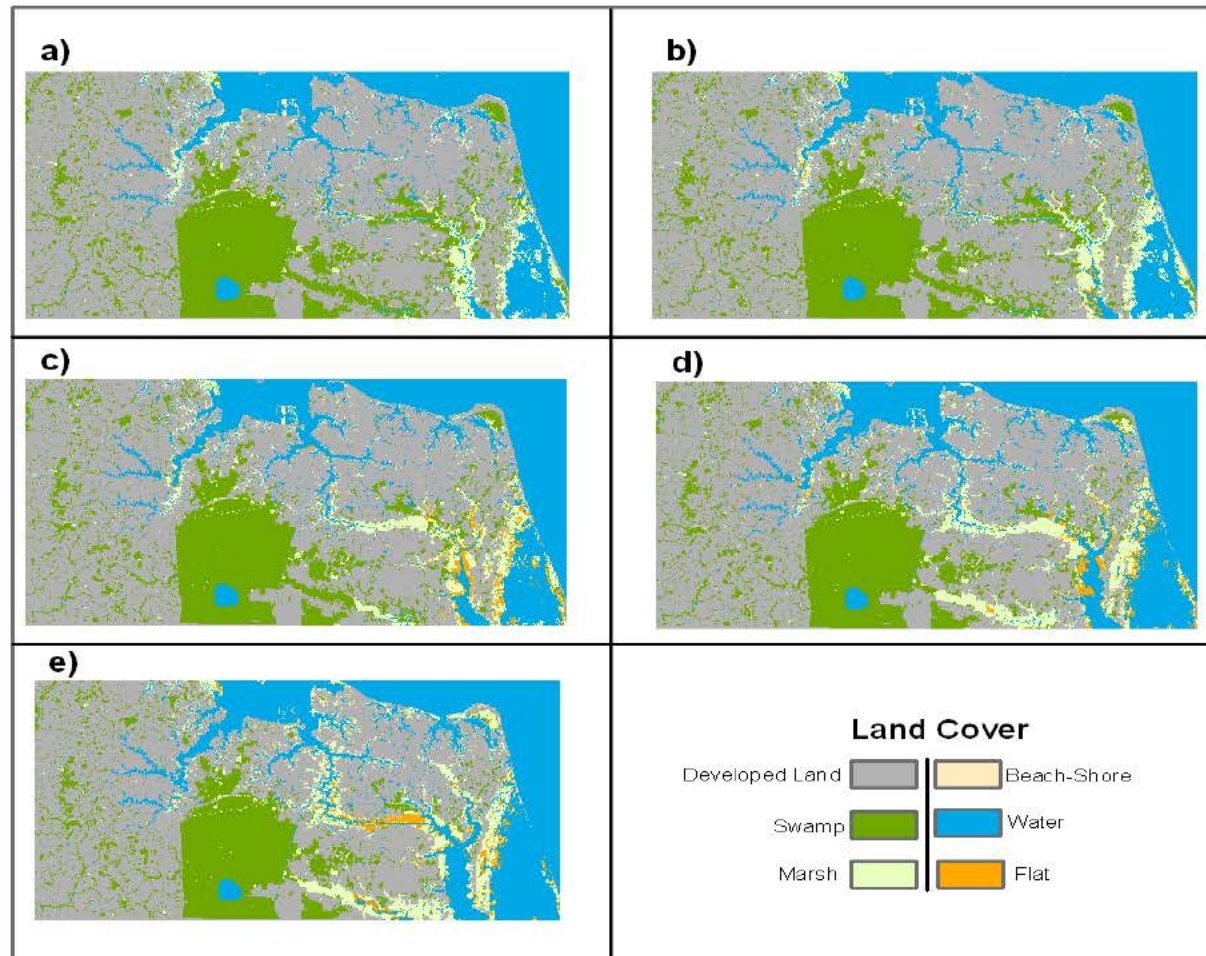 a)
b)
c)
d)
e)
Land Cover
Developed Land
Beach-Shore
Swamp
Water
Marsh
Flat